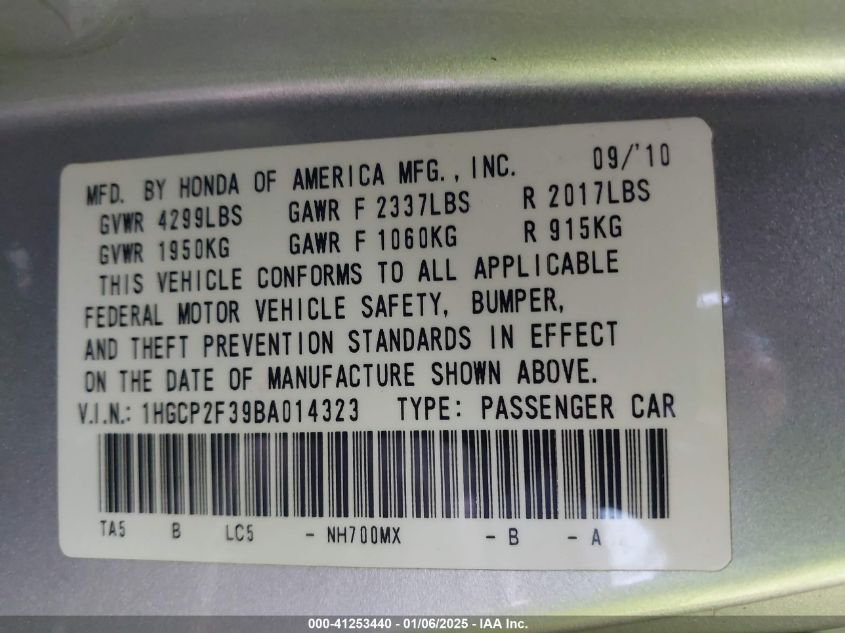 MFD. BY HONDA OF AMERICA MFG., INC. 09/'10
GVWR 4299LBS GAWR F 2337LBS R 2017LBS
GVWR 1950KG GAWR F 1060KG R 915KG
THIS VEHICLE CONFORMS TO ALL APPLICABLE
FEDERAL MOTOR VEHICLE SAFETY, BUMPER,
AND THEFT PREVENTION STANDARDS IN EFFECT
ON THE DATE OF MANUFACTURE SHOWN ABOVE.
V.I.N.: 1HGCP2F39BA014323 TYPE: PASSENGER CAR
TA5 B LC5 - NH700MX - B - A
000-41253440 - 01/06/2025 - IAA Inc.